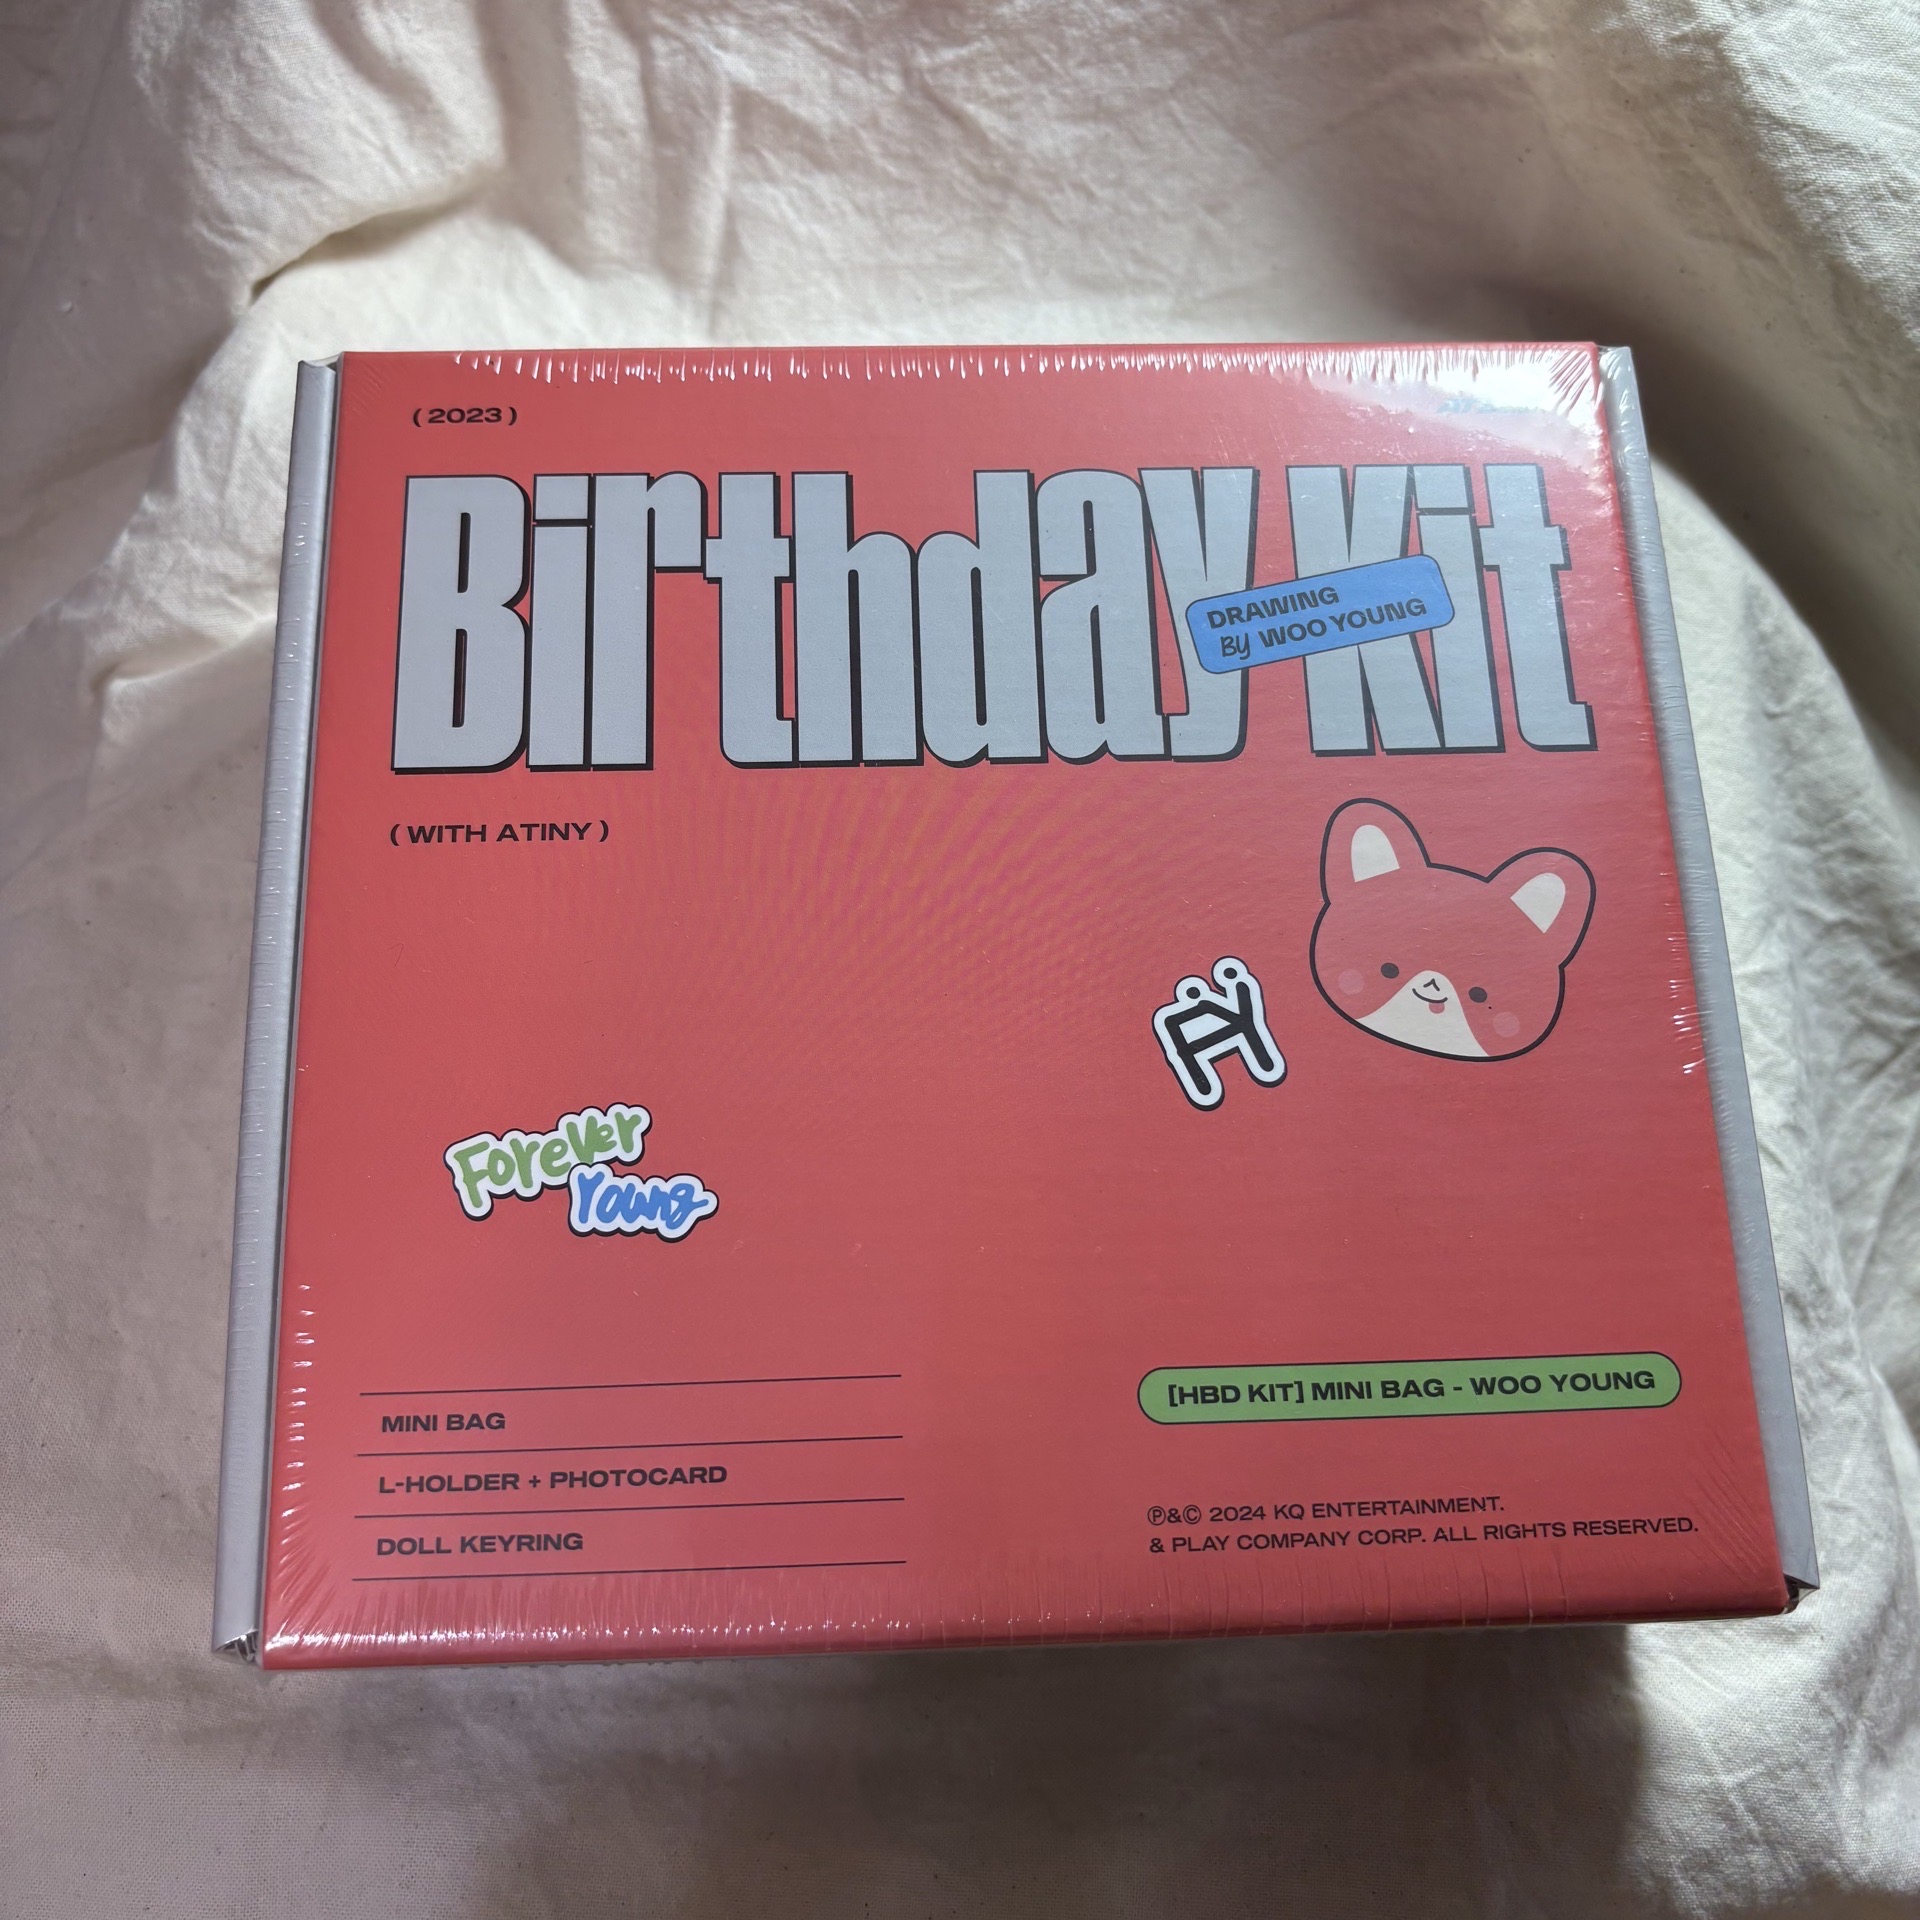 ( 2023 )
Birthday Kit
DRAWING
By WOO YOUNG
( WITH ATINY )
FY
Forever
Young
[HBD KIT] MINI BAG - WOO YOUNG
MINI BAG
L-HOLDER + PHOTOCARD
DOLL KEYRING
℗&© 2024 KQ ENTERTAINMENT.
& PLAY COMPANY CORP. ALL RIGHTS RESERVED.